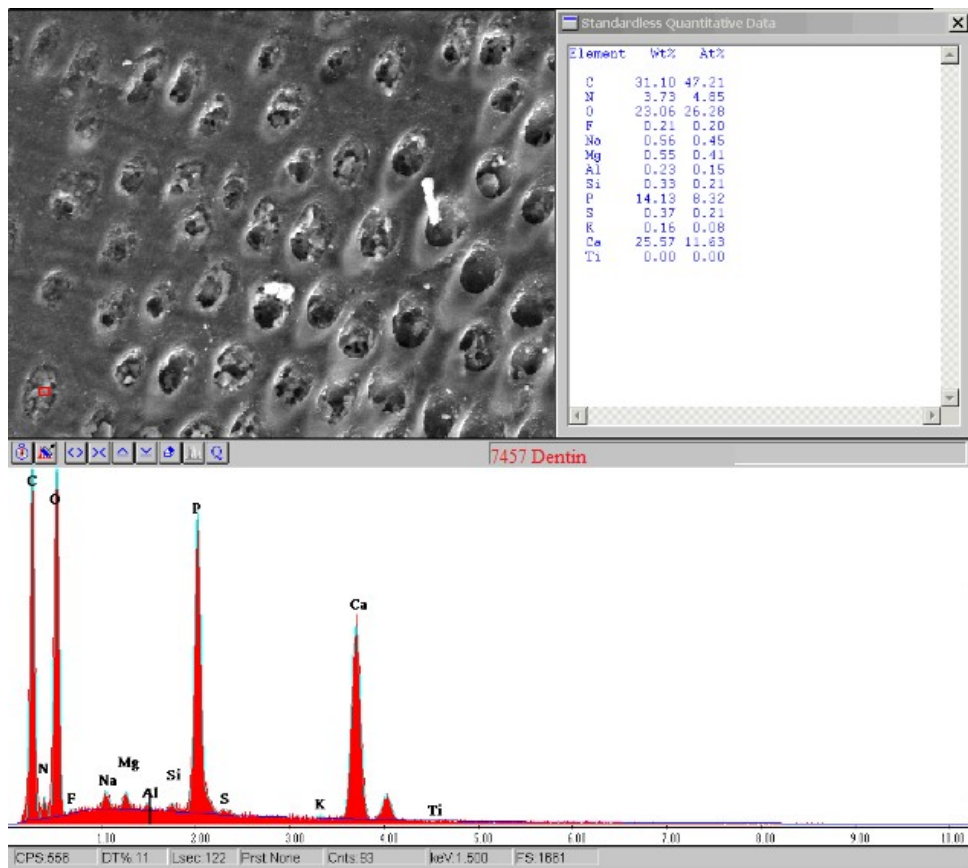 Standardless Quantitative Data
Element Wt% At%
C 31.10 47.21
N 3.73 4.85
O 23.06 26.28
F 0.21 0.20
Na 0.56 0.45
Mg 0.55 0.41
Al 0.23 0.15
Si 0.33 0.21
P 14.13 8.32
S 0.37 0.21
K 0.16 0.08
Ca 25.57 11.63
Ti 0.00 0.00
Q
7457 Dentin
C O P
Ca
N F Na Mg Al Si S K Ti
1.00 2.00 3.00 4.00 5.00 6.00 7.00 8.00 9.00 10.00
CPS:556 DT%:11 Lsec:122 Prst:None Cnts:93 keV:1.500 FS:1661